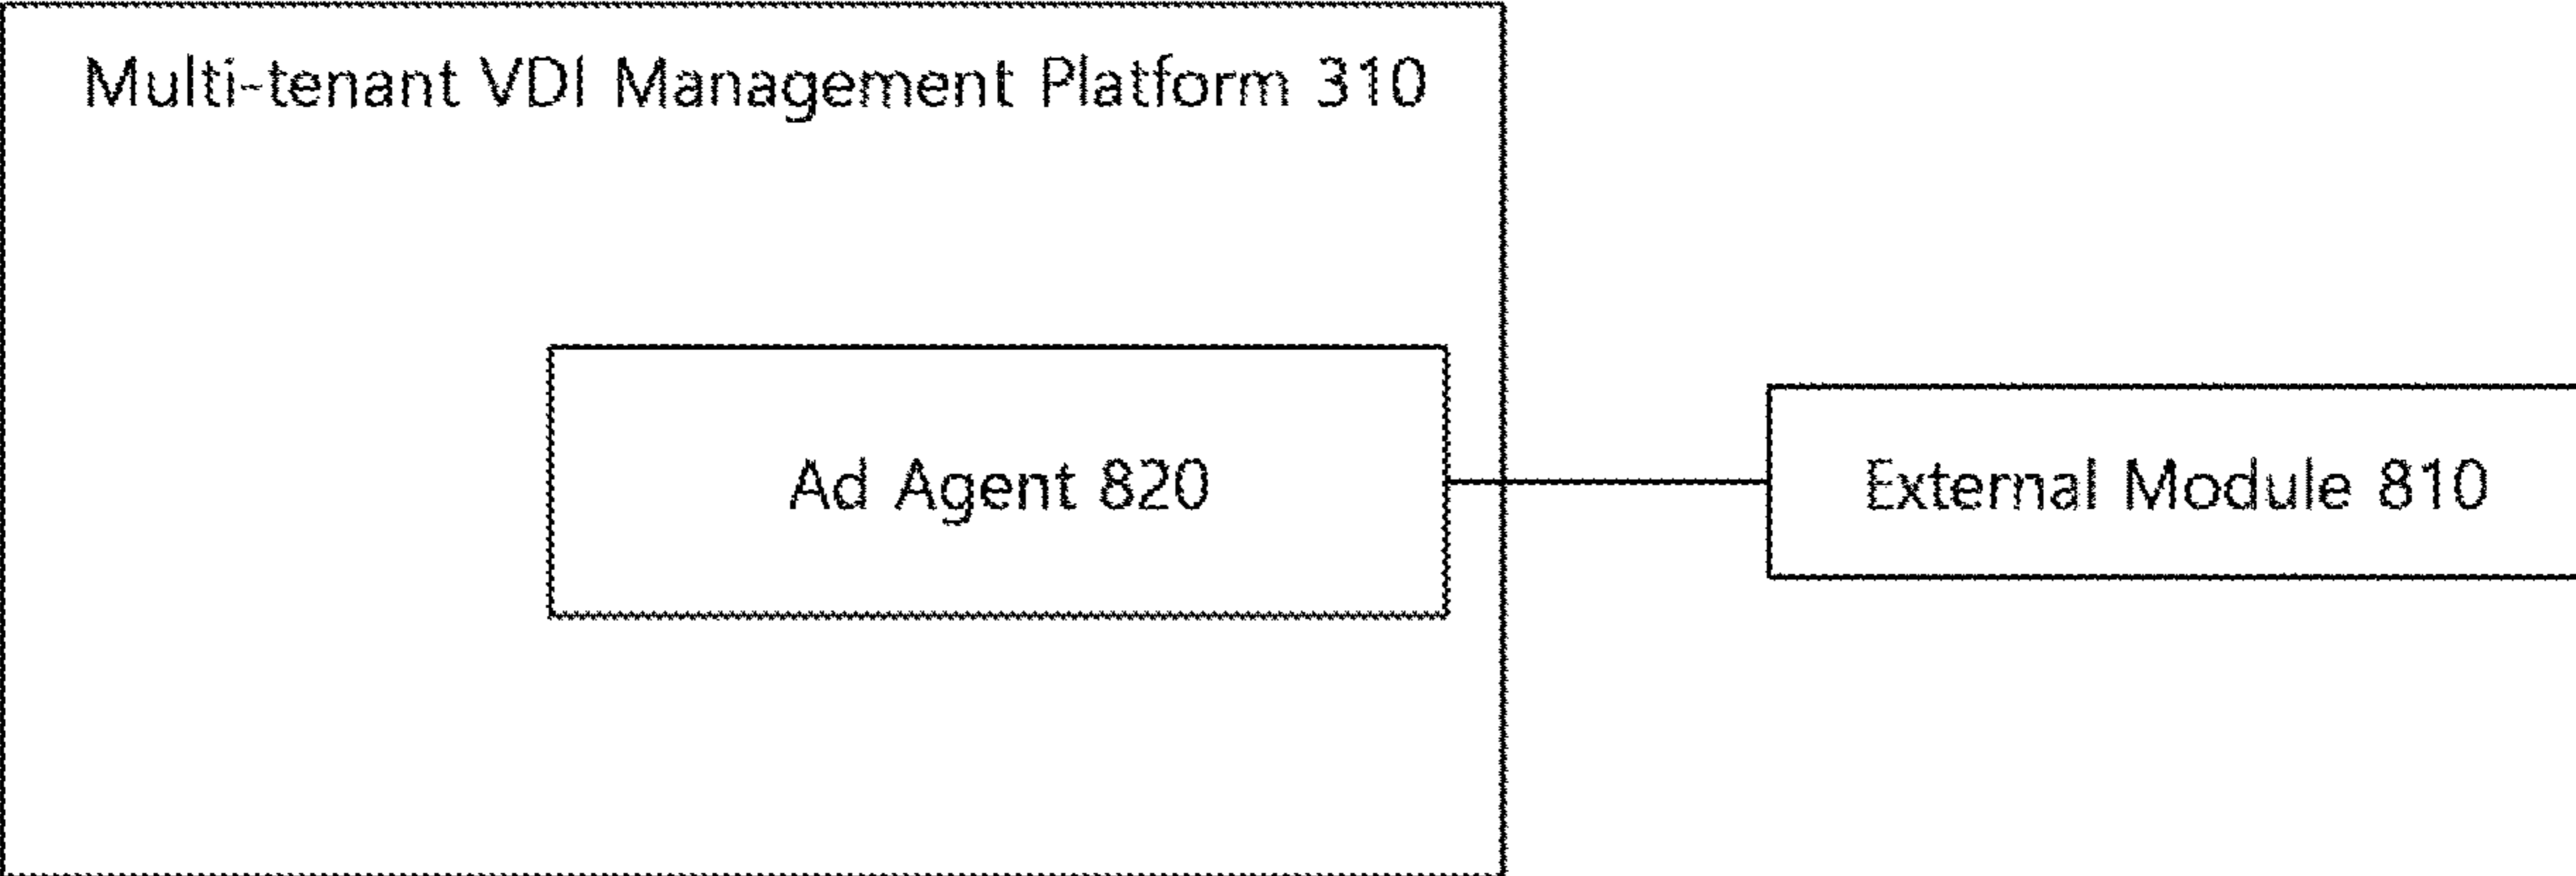 Multi-tenant VDI Management Platform 310
Ad Agent 820
External Module 810